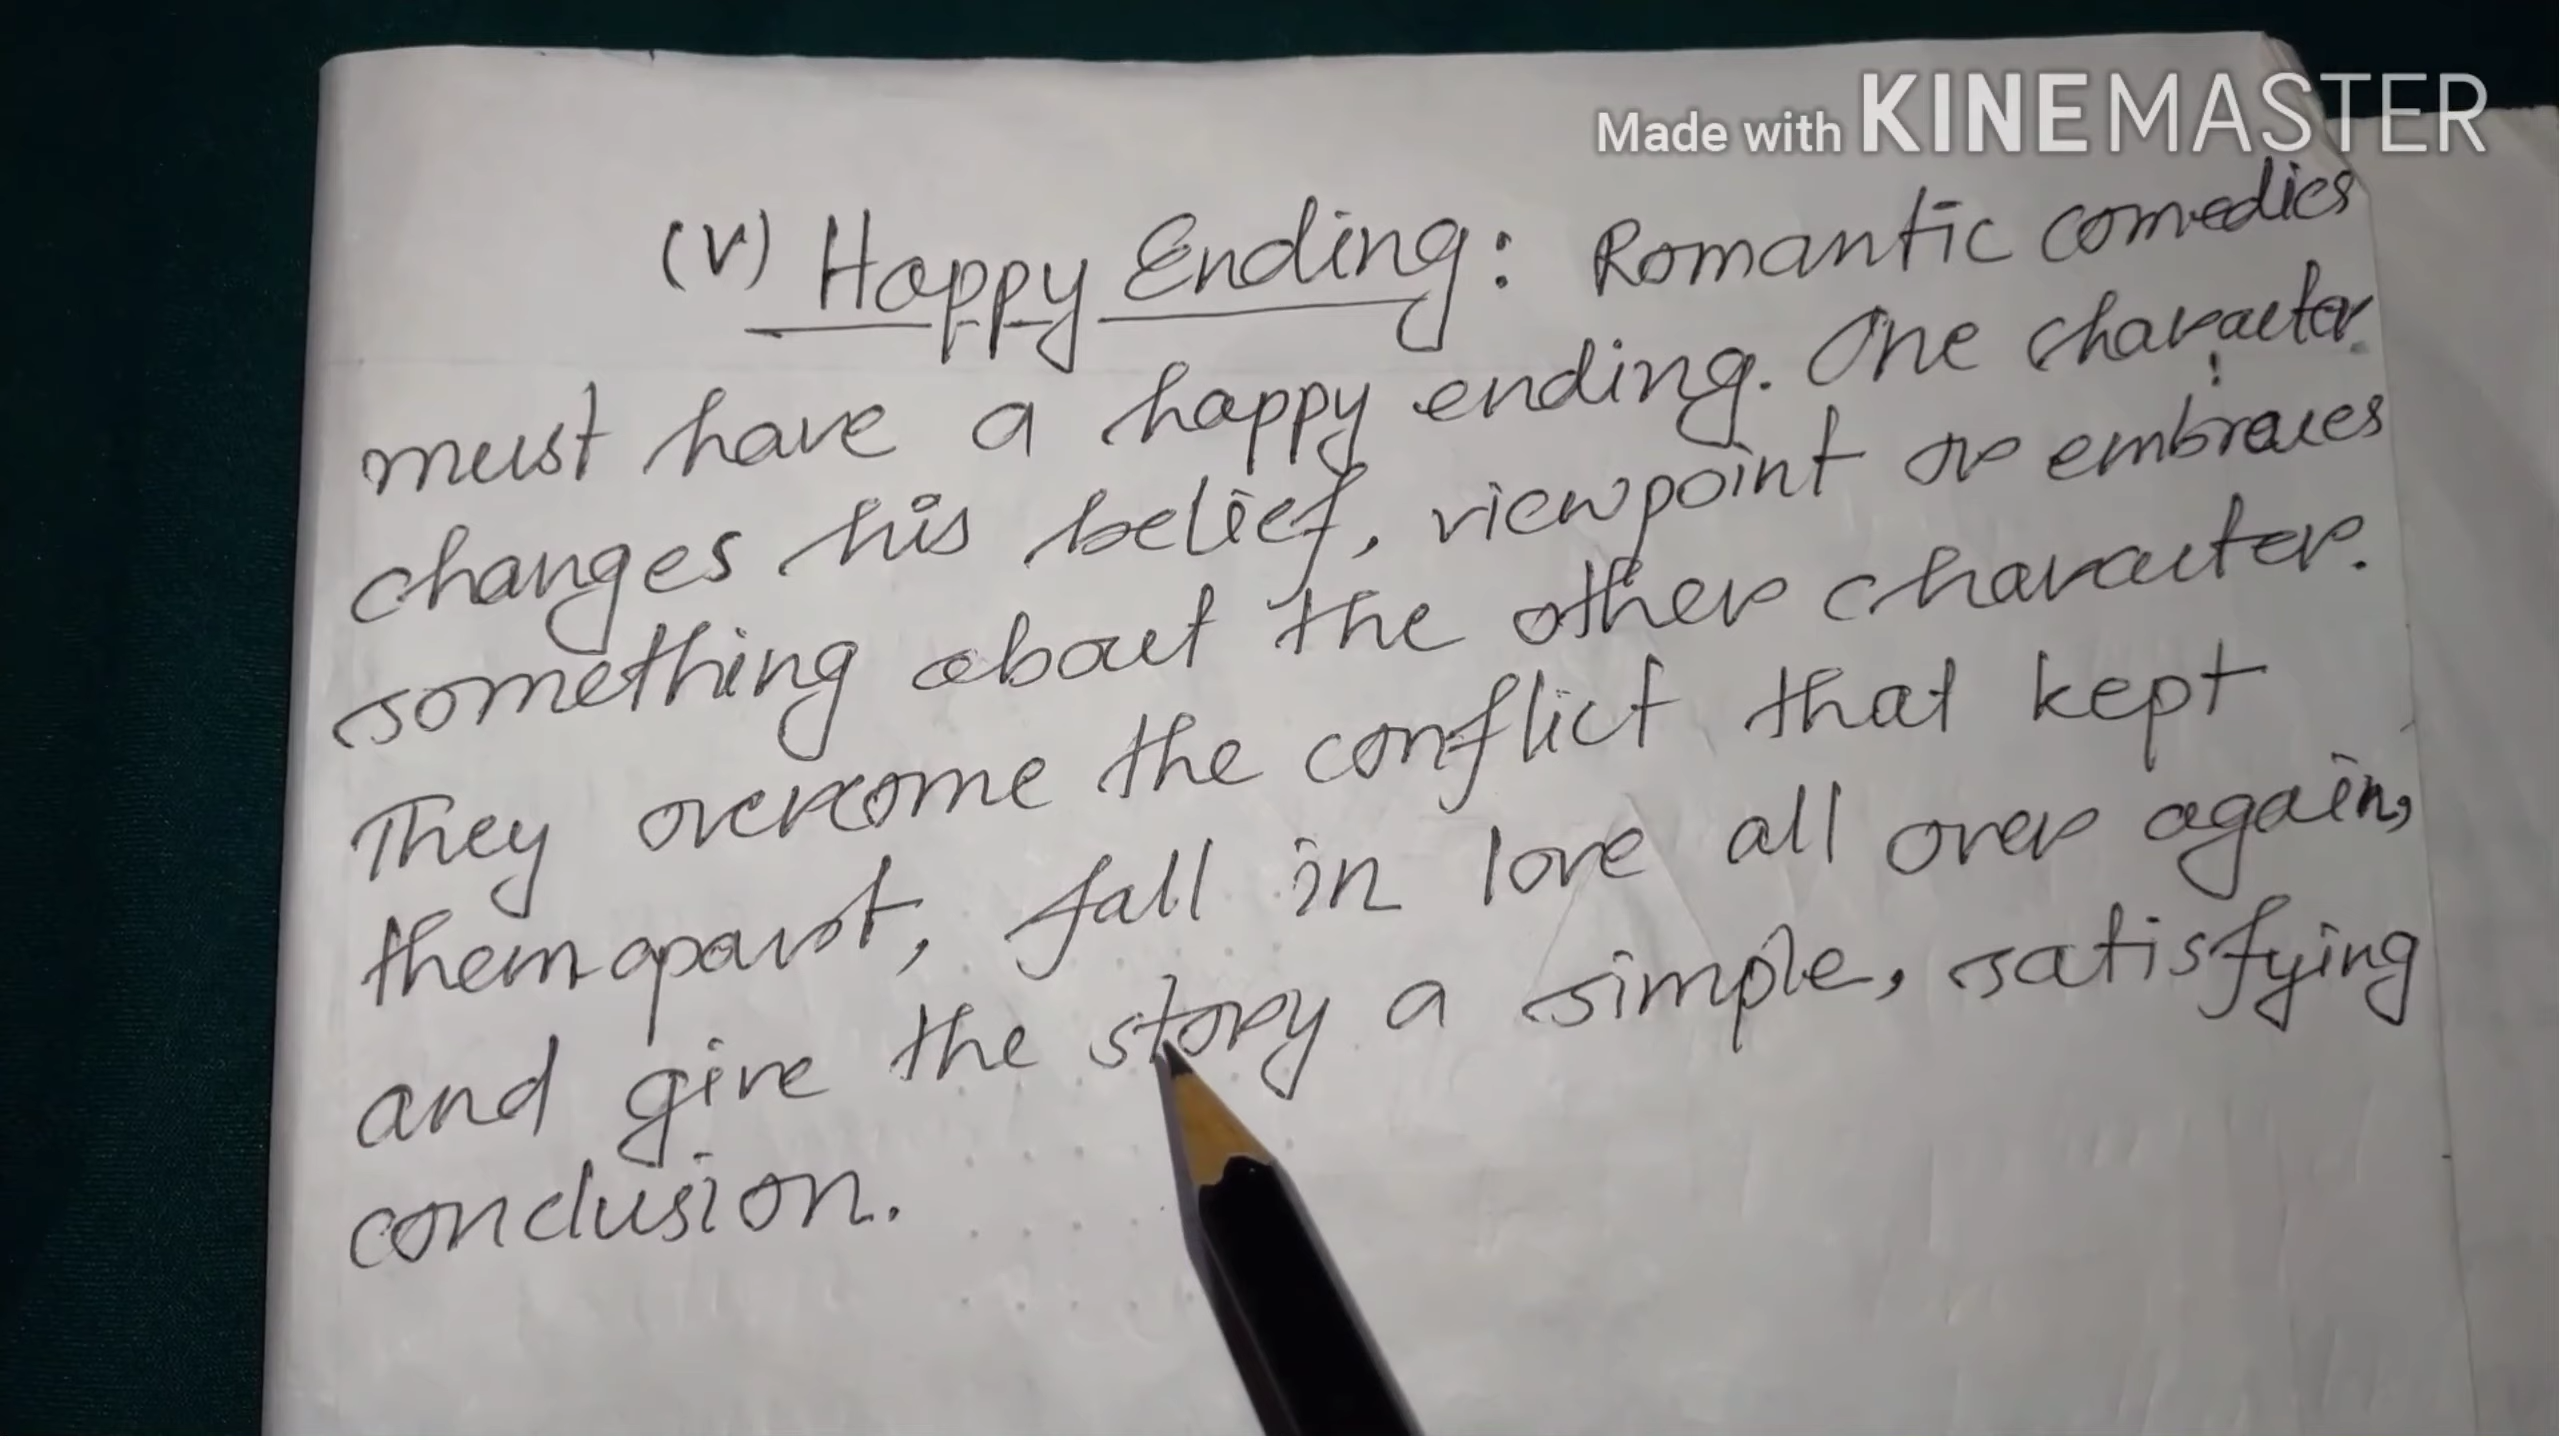 Made with KINEMASTER
(V) Happy Ending: Romantic comedies
must have a happy ending. One character
changes his belief, viewpoint or embraces
something about the other character.
They overcome the conflict that kept
them apart, fall in love all over again,
and give the story a simple, satisfying
conclusion.